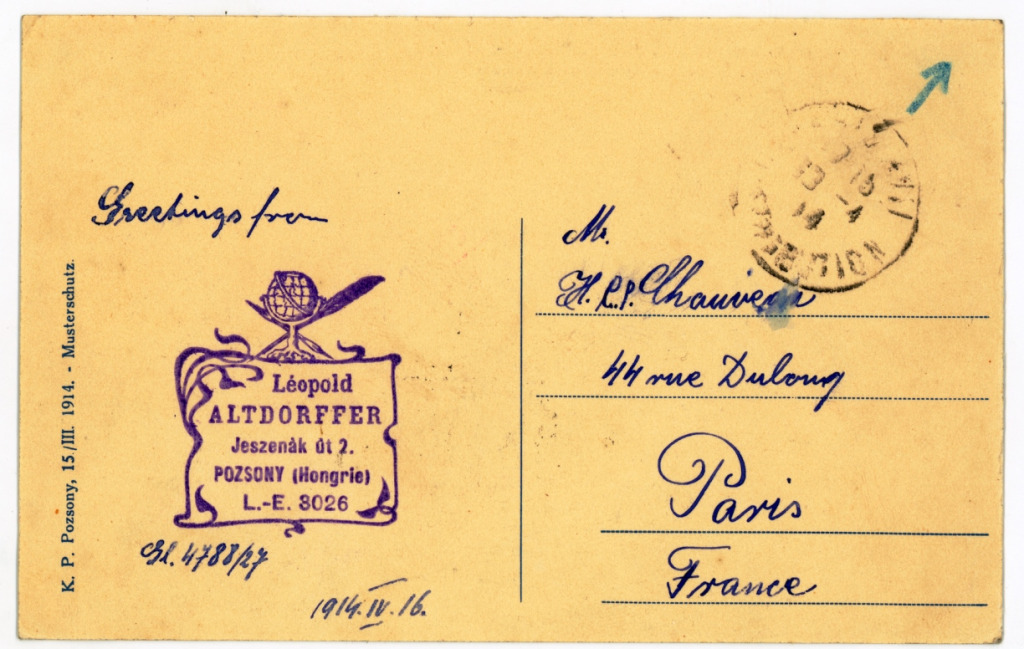 Greetings from
Léopold
ALTDORFFER
Jeszenák út 2.
POZSONY (Hongrie)
L.-E. 3026
Gl. 4788/27
1914.IV.16.
K. P. Pozsony, 15/III. 1914. - Musterschutz.
Mr.
H. Chauveau
44 rue Dulong
Paris
France